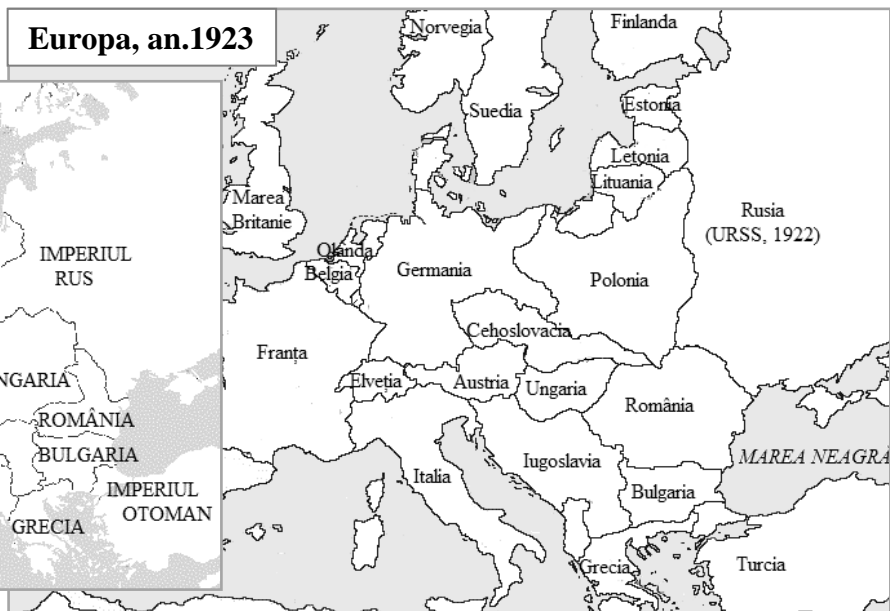 Europa, an.1923
Norvegia
Finlanda
Suedia
Estonia
Letonia
Lituania
Marea
Britanie
Rusia
(URSS, 1922)
Olanda
Belgia
Germania
Polonia
Cehoslovacia
Franța
Elveția
Austria
Ungaria
România
Iugoslavia
MAREA NEAGRĂ
Italia
Bulgaria
Grecia
Turcia
IMPERIUL
RUS
NGARIA
ROMÂNIA
BULGARIA
IMPERIUL
OTOMAN
GRECIA